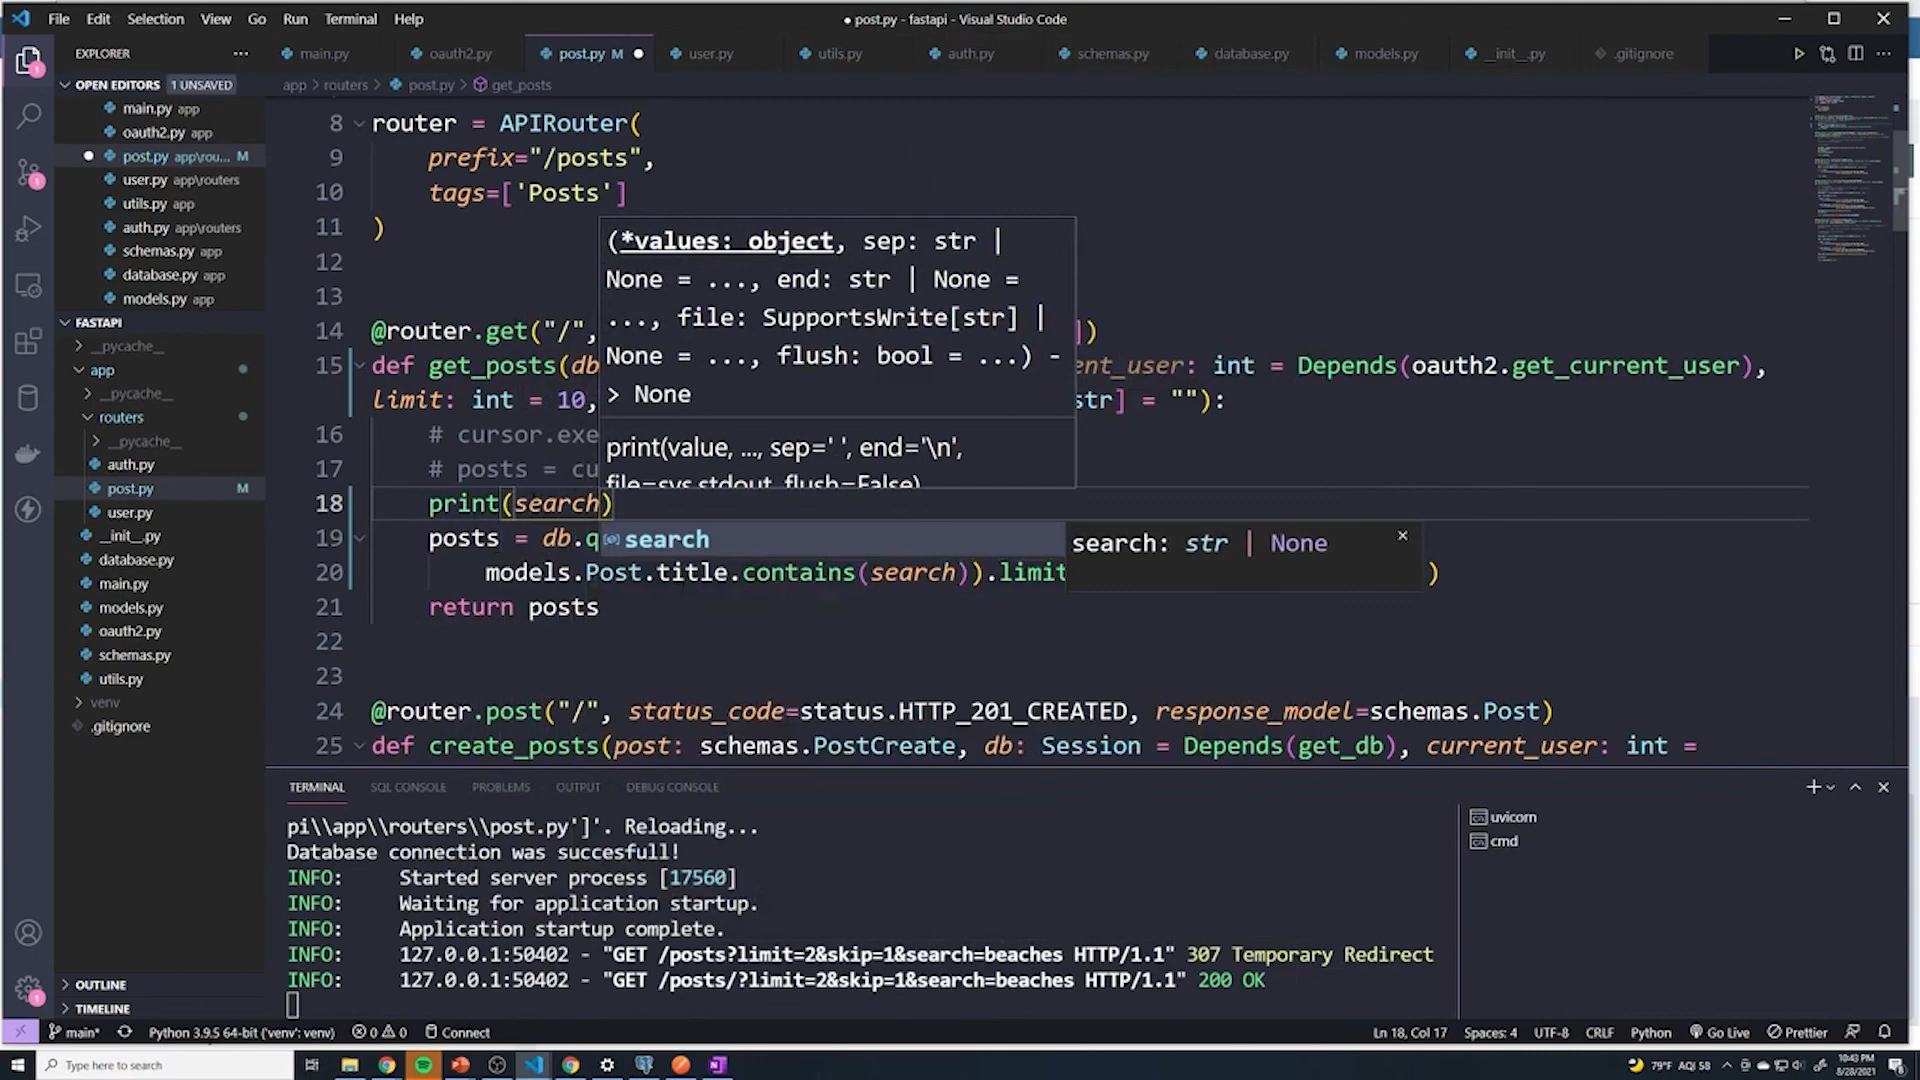 File Edit Selection View Go Run Terminal Help
● post.py - fastapi - Visual Studio Code
EXPLORER
main.py
oauth2.py
post.py M
user.py
utils.py
auth.py
schemas.py
database.py
models.py
__init__.py
.gitignore
OPEN EDITORS 1 UNSAVED
main.py app
oauth2.py app
post.py app\rou... M
user.py app\routers
utils.py app
auth.py app\routers
schemas.py app
database.py app
models.py app
FASTAPI
__pycache__
app
__pycache__
routers
__pycache__
auth.py
post.py M
user.py
__init__.py
database.py
main.py
models.py
oauth2.py
schemas.py
utils.py
venv
.gitignore
OUTLINE
TIMELINE
app > routers > post.py > get_posts
8 router = APIRouter(
9 prefix="/posts",
10 tags=['Posts']
11 )
12
13
14 @router.get("/", ])
15 def get_posts(db ent_user: int = Depends(oauth2.get_current_user),
limit: int = 10, str] = ""):
16 # cursor.exe
17 # posts = cu
18 print(search)
19 posts = db.q
20 models.Post.title.contains(search)).limit )
21 return posts
22
23
24 @router.post("/", status_code=status.HTTP_201_CREATED, response_model=schemas.Post)
25 def create_posts(post: schemas.PostCreate, db: Session = Depends(get_db), current_user: int =
(*values: object, sep: str |
None = ..., end: str | None =
..., file: SupportsWrite[str] |
None = ..., flush: bool = ...) -
> None
print(value, ..., sep=' ', end='\n',
file=sys.stdout, flush=False)
search
search: str | None
TERMINAL SQL CONSOLE PROBLEMS OUTPUT DEBUG CONSOLE
pi\\app\\routers\\post.py']'. Reloading...
Database connection was succesfull!
INFO: Started server process [17560]
INFO: Waiting for application startup.
INFO: Application startup complete.
INFO: 127.0.0.1:50402 - "GET /posts?limit=2&skip=1&search=beaches HTTP/1.1" 307 Temporary Redirect
INFO: 127.0.0.1:50402 - "GET /posts/?limit=2&skip=1&search=beaches HTTP/1.1" 200 OK
uvicorn
cmd
main* Python 3.9.5 64-bit ('venv': venv) 0 0 Connect
Ln 18, Col 17 Spaces: 4 UTF-8 CRLF Python Go Live Prettier
Type here to search
79°F AQI 58
10:43 PM
8/28/2021